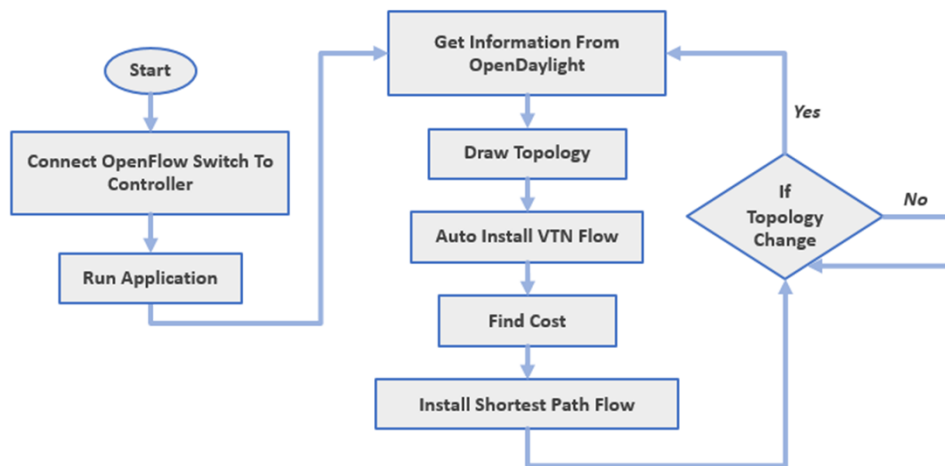 Start
Connect OpenFlow Switch To
Controller
Run Application
Get Information From
OpenDaylight
Draw Topology
Auto Install VTN Flow
Find Cost
Install Shortest Path Flow
If
Topology
Change
Yes
No